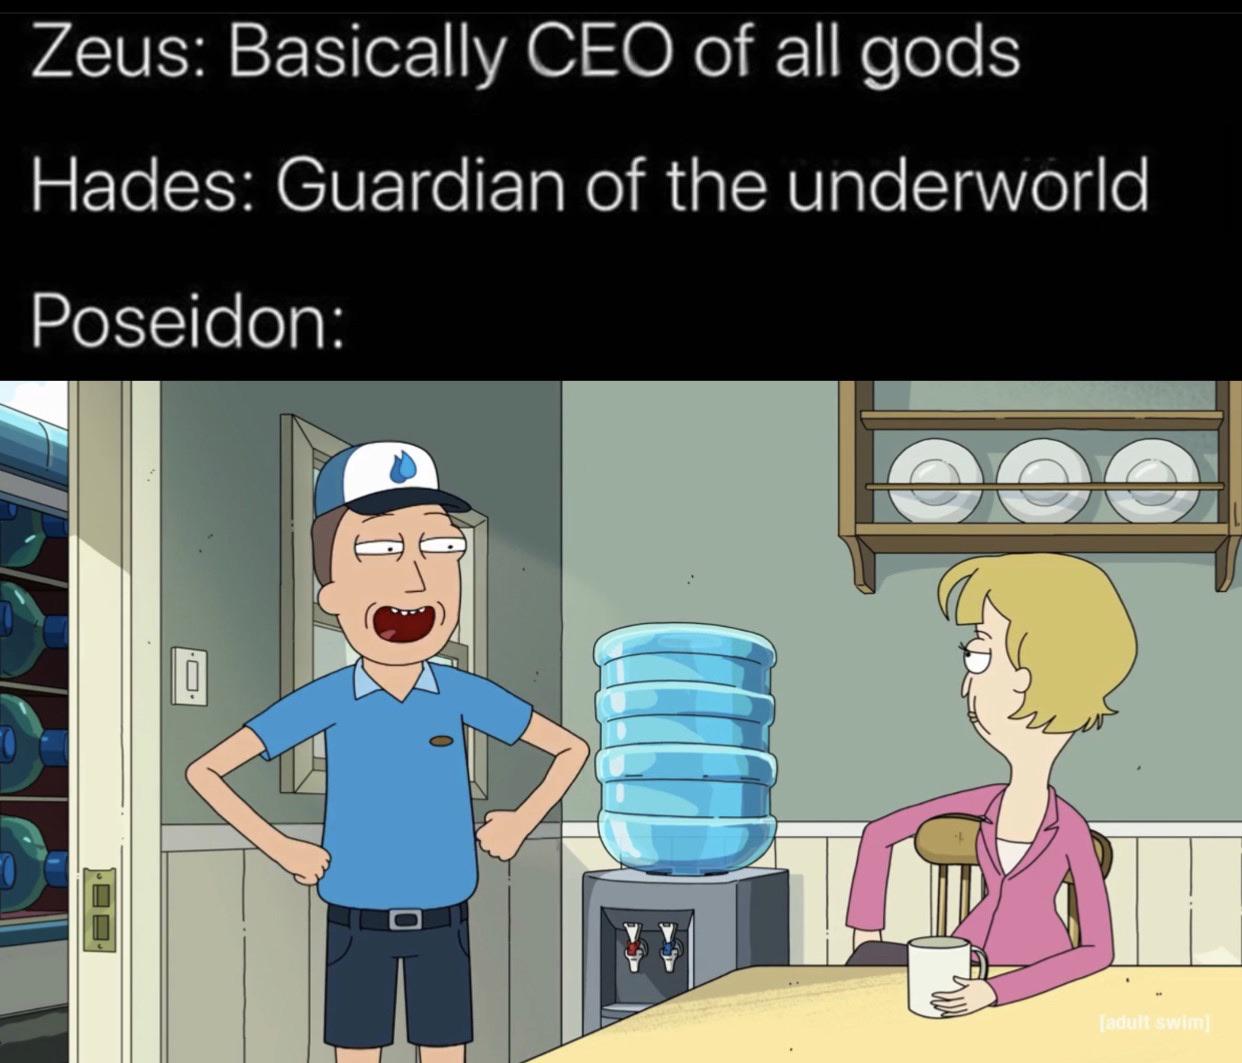 Zeus: Basically CEO of all gods
Hades: Guardian of the underworld
Poseidon:
[adult swim]